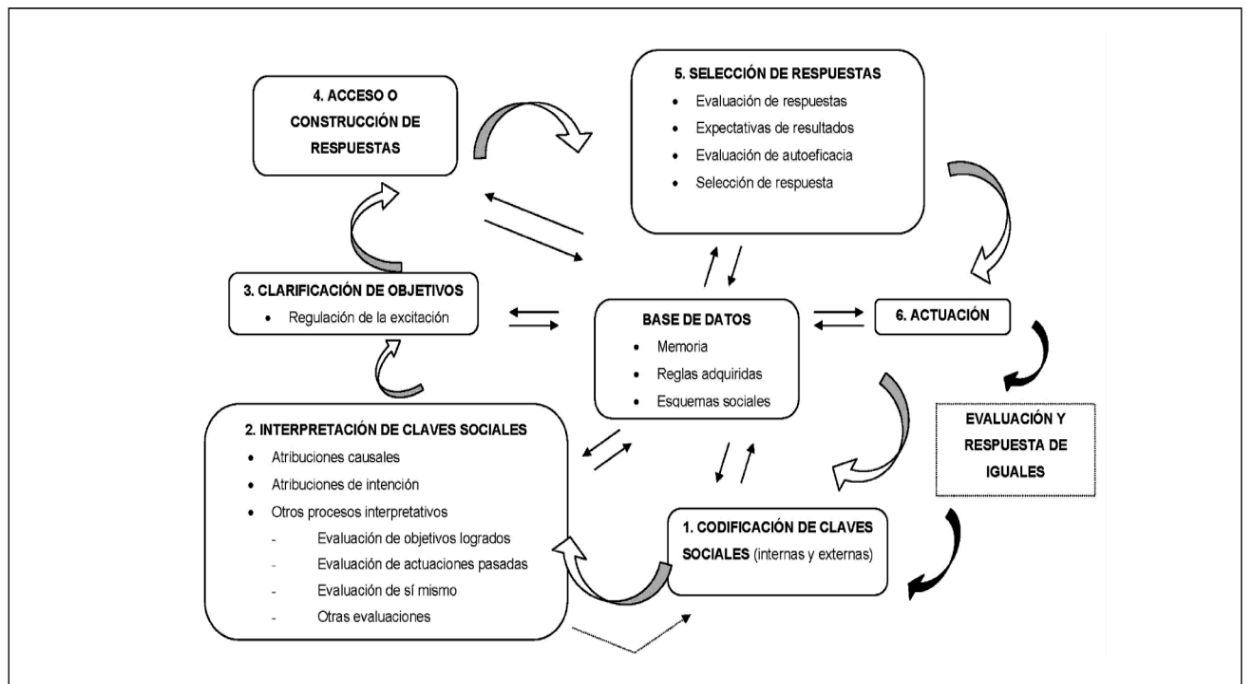 4. ACCESO O
CONSTRUCCIÓN DE
RESPUESTAS
5. SELECCIÓN DE RESPUESTAS
• Evaluación de respuestas
• Expectativas de resultados
• Evaluación de autoeficacia
• Selección de respuesta
3. CLARIFICACIÓN DE OBJETIVOS
• Regulación de la excitación
BASE DE DATOS
• Memoria
• Reglas adquiridas
• Esquemas sociales
6. ACTUACIÓN
2. INTERPRETACIÓN DE CLAVES SOCIALES
• Atribuciones causales
• Atribuciones de intención
• Otros procesos interpretativos
- Evaluación de objetivos logrados
- Evaluación de actuaciones pasadas
- Evaluación de sí mismo
- Otras evaluaciones
EVALUACIÓN Y
RESPUESTA DE
IGUALES
1. CODIFICACIÓN DE CLAVES
SOCIALES (internas y externas)